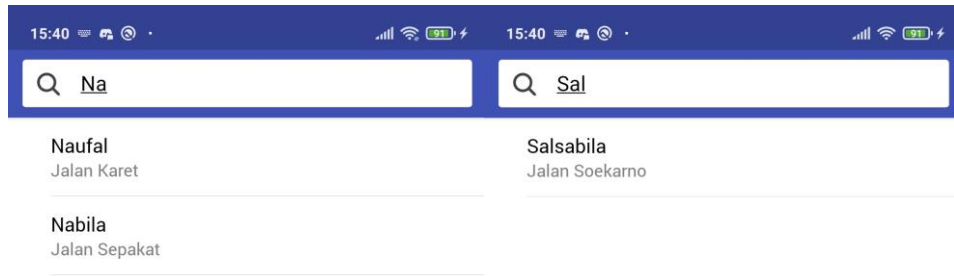 15:40
91
Na
Naufal
Jalan Karet
Nabila
Jalan Sepakat
15:40
91
Sal
Salsabila
Jalan Soekarno